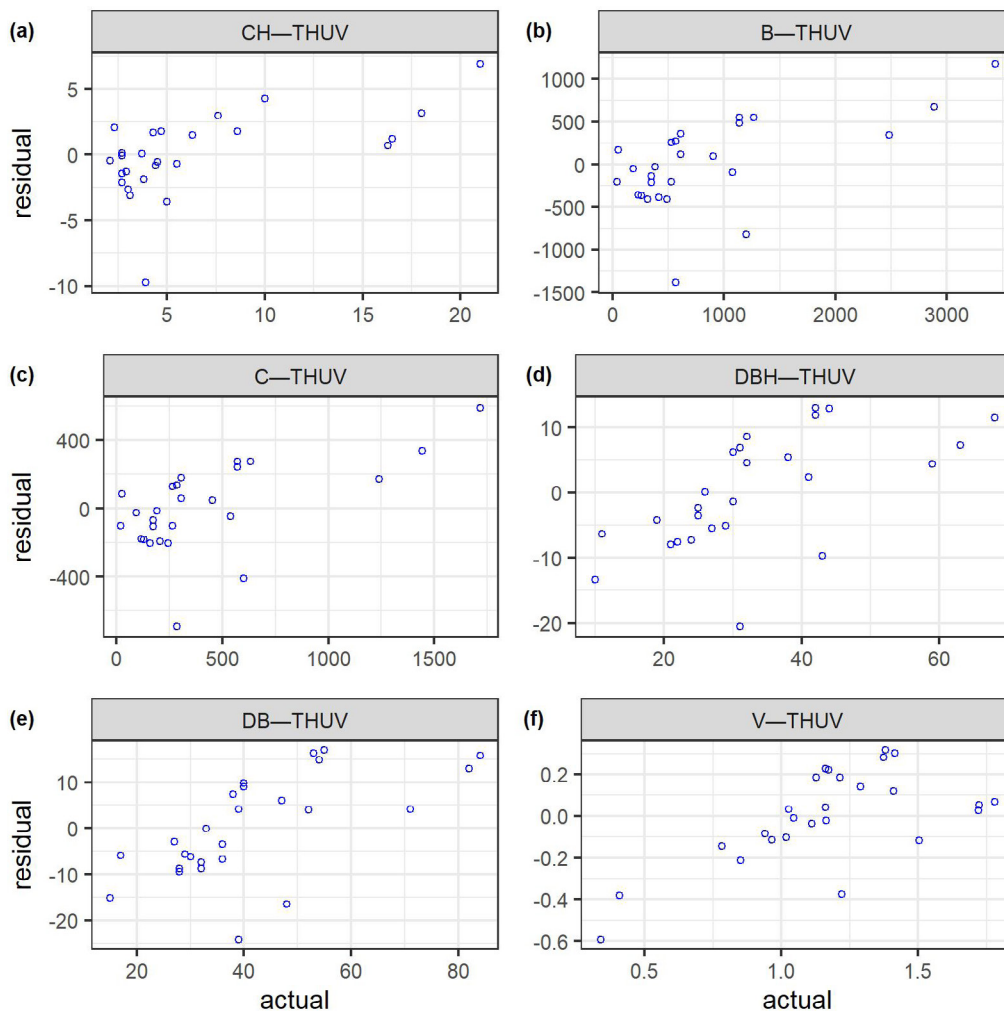 (a)
CH—THUV
5
0
-5
-10
residual
5
10
15
20
(b)
B—THUV
1000
500
0
-500
-1000
-1500
0
1000
2000
3000
(c)
C—THUV
400
0
-400
residual
0
500
1000
1500
(d)
DBH—THUV
10
0
-10
-20
20
40
60
(e)
DB—THUV
10
0
-10
-20
residual
20
40
60
80
actual
(f)
V—THUV
0.2
0.0
-0.2
-0.4
-0.6
0.5
1.0
1.5
actual